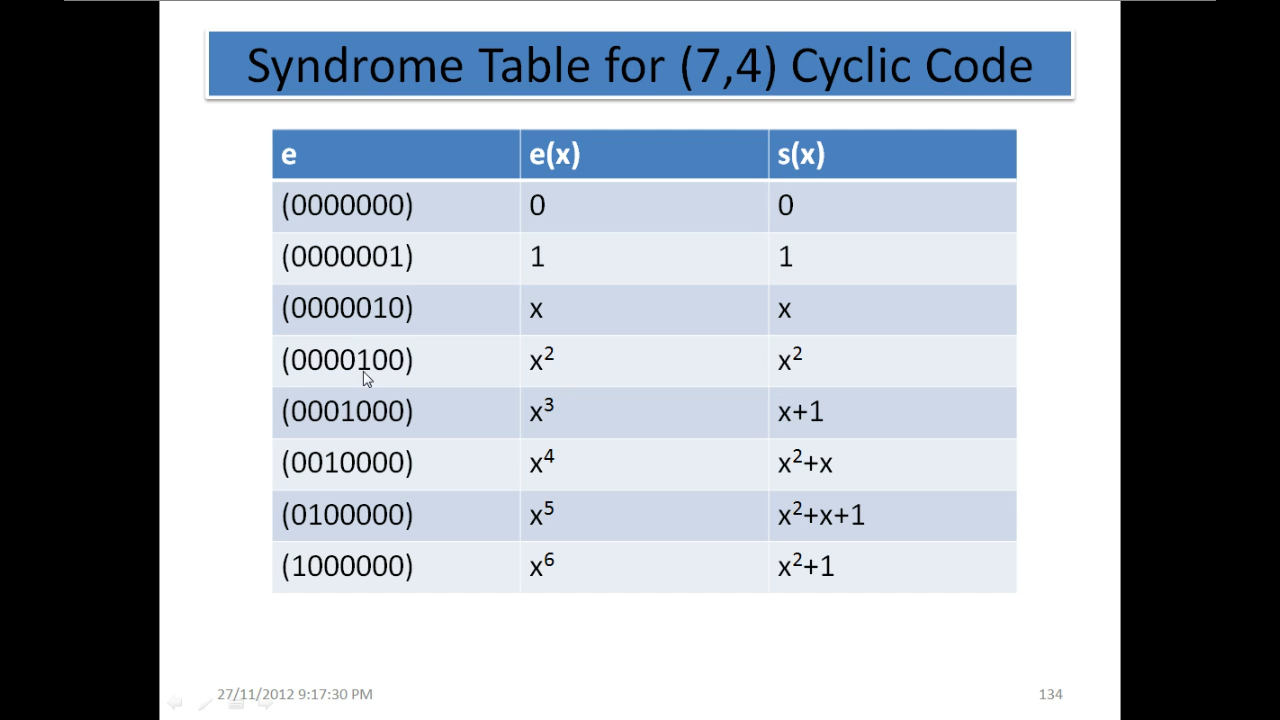 Syndrome Table for (7,4) Cyclic Code
e e(x) s(x)
(0000000) 0 0
(0000001) 1 1
(0000010) x x
(0000100) x² x²
(0001000) x³ x+1
(0010000) x⁴ x²+x
(0100000) x⁵ x²+x+1
(1000000) x⁶ x²+1
27/11/2012 9:17:30 PM 134